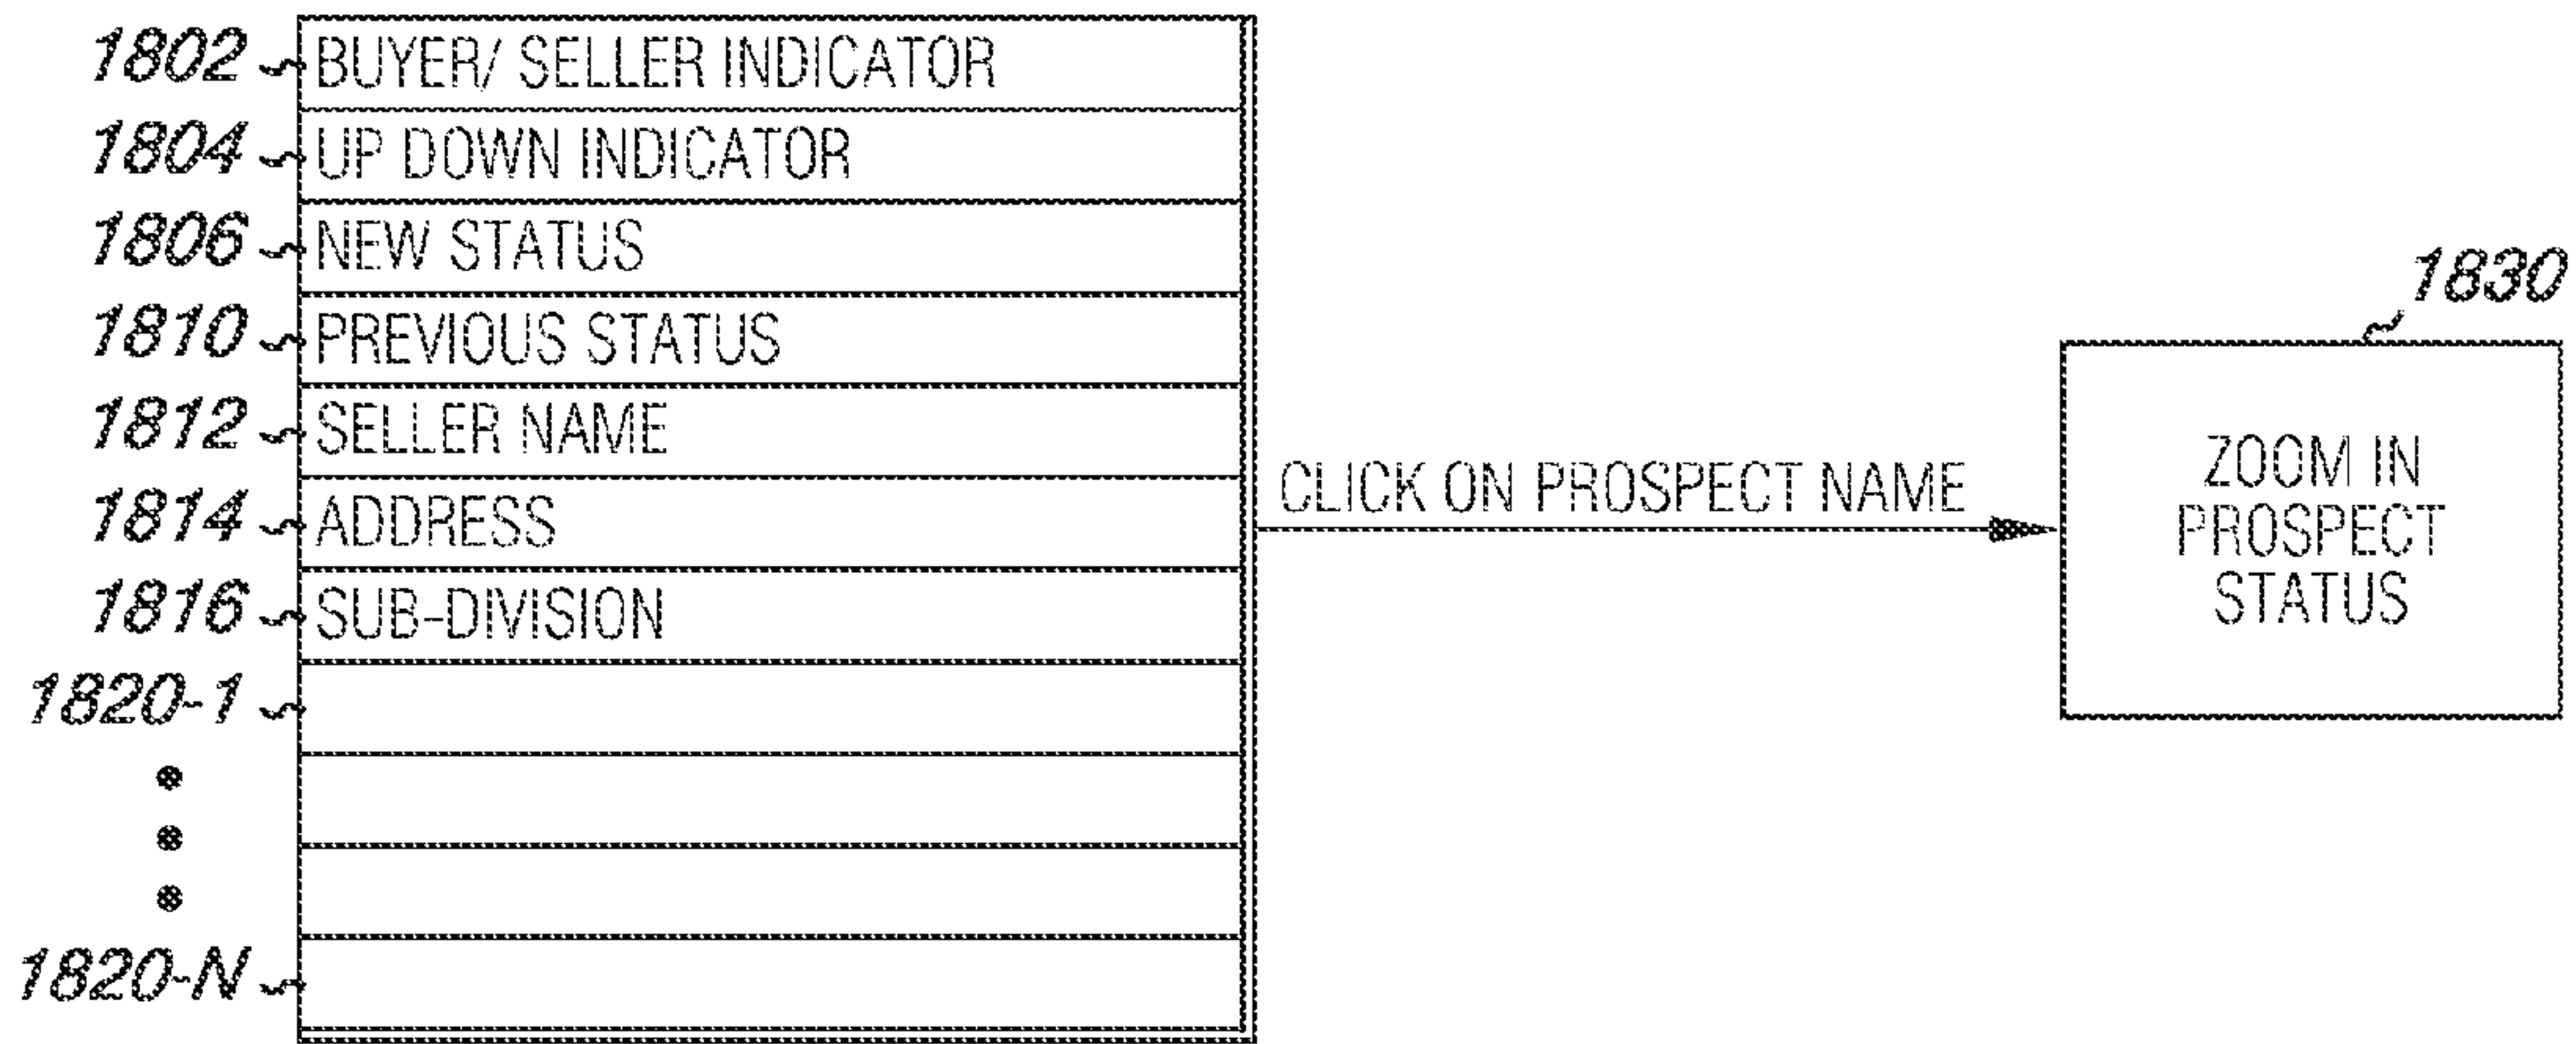 1802 BUYER/ SELLER INDICATOR
1804 UP DOWN INDICATOR
1806 NEW STATUS
1810 PREVIOUS STATUS
1812 SELLER NAME
1814 ADDRESS
1816 SUB-DIVISION
1820-1
1820-N
CLICK ON PROSPECT NAME
1830
ZOOM IN
PROSPECT
STATUS